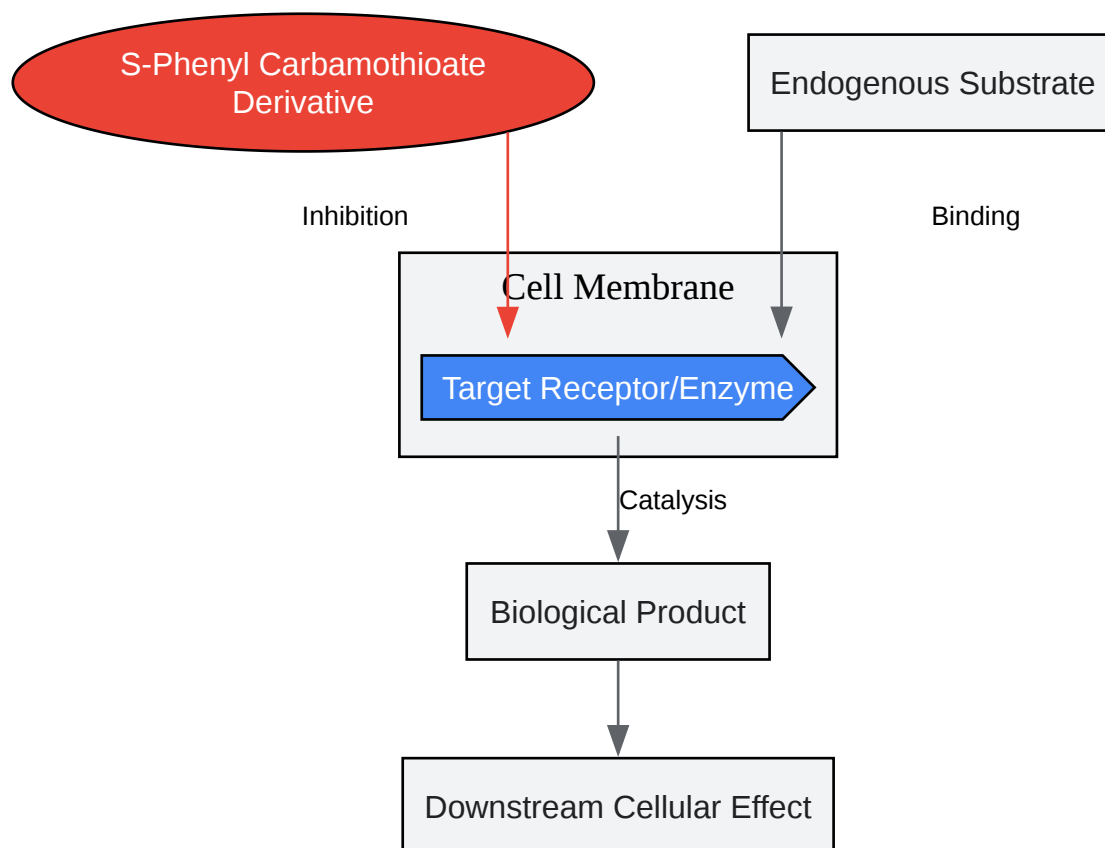 S-Phenyl Carbamothioate
Derivative
Endogenous Substrate
Inhibition
Binding
Cell Membrane
Target Receptor/Enzyme
Catalysis
Biological Product
Downstream Cellular Effect